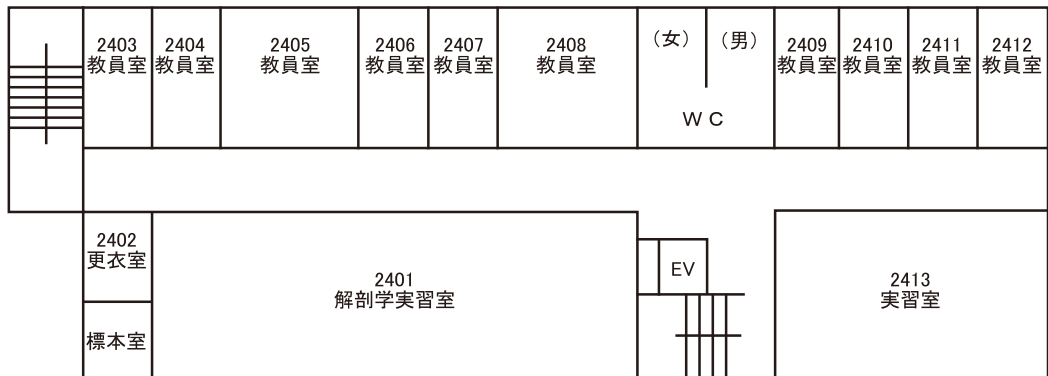 2403
教員室
2404
教員室
2405
教員室
2406
教員室
2407
教員室
2408
教員室
（女）
（男）
ＷＣ
2409
教員室
2410
教員室
2411
教員室
2412
教員室
2402
更衣室
標本室
2401
解剖学実習室
EV
2413
実習室